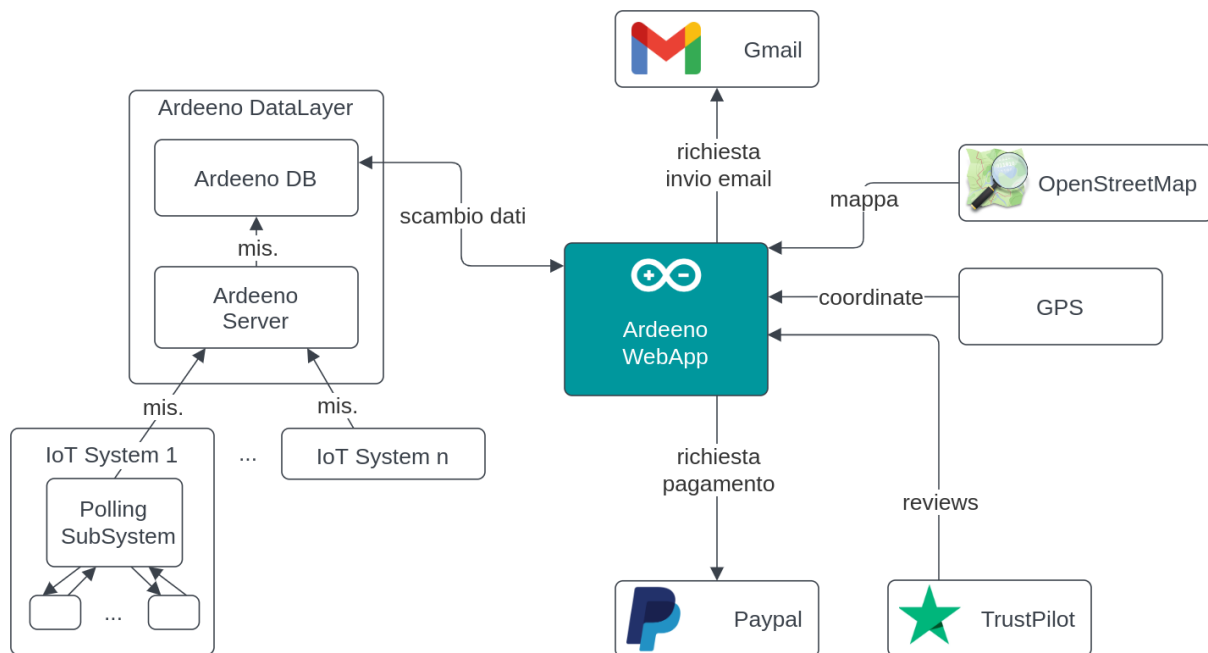 Gmail
Ardeeno DataLayer
Ardeeno DB
richiesta
invio email
OpenStreetMap
mappa
scambio dati
mis.
Ardeeno
Server
Ardeeno
WebApp
coordinate
GPS
mis.
mis.
IoT System 1
...
IoT System n
richiesta
pagamento
Polling
SubSystem
reviews
...
Paypal
TrustPilot